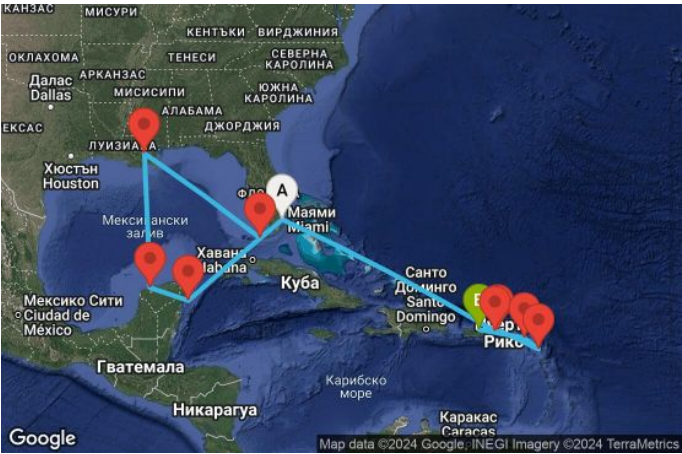 КАНЗАС
МИСУРИ
КЕНТЪКИ
ВИРДЖИНИЯ
ОКЛАХОМА
ТЕНЕСИ
СЕВЕРНА
КАРОЛИНА
Далас
Dallas
АРКАНЗАС
МИСИСИПИ
ЮЖНА
КАРОЛИНА
АЛАБАМА
ЕКСАС
ДЖОРДЖИЯ
ЛУИЗИАНА
Хюстън
Houston
A
Маями
Miami
Мексикански
залив
Хавана
Habana
Куба
Санто
Доминго
Santo
Domingo
Рико
Мексико Сити
Ciudad de
México
Гватемала
Карибско
море
Никарагуа
Каракас
Caracas
Google
Map data ©2024 Google, INEGI Imagery ©2024 TerraMetrics